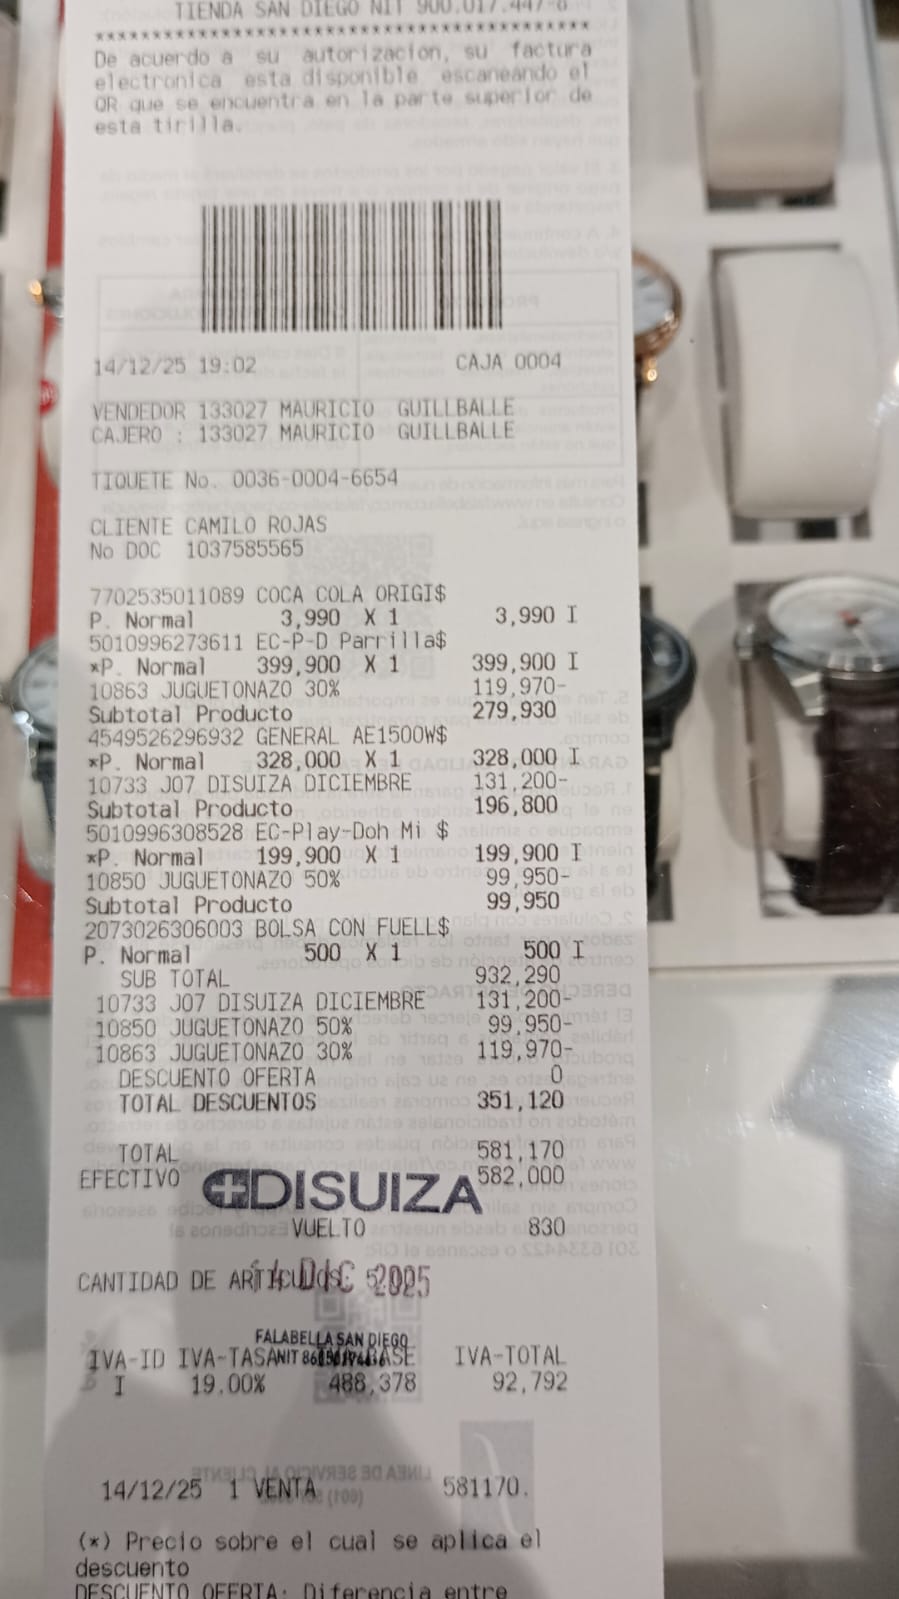 TIENDA SAN DIEGO NIT 900.017.447-8
****************************************
De acuerdo a su autorizacion, su factura
electronica esta disponible escaneando el
QR que se encuentra en la parte superior de
esta tirilla.
14/12/25 19:02 CAJA 0004
VENDEDOR 133027 MAURICIO GUILLBALLE
CAJERO : 133027 MAURICIO GUILLBALLE
TIQUETE No. 0036-0004-6654
CLIENTE CAMILO ROJAS
No DOC 1037585565
7702535011089 COCA COLA ORIGI$
P. Normal 3,990 X 1 3,990 I
5010996273611 EC-P-D Parrilla$
*P. Normal 399,900 X 1 399,900 I
10863 JUGUETONAZO 30% 119,970-
Subtotal Producto 279,930
4549526296932 GENERAL AE1500W$
*P. Normal 328,000 X 1 328,000 I
10733 J07 DISUIZA DICIEMBRE 131,200-
Subtotal Producto 196,800
5010996308528 EC-Play-Doh Mi $
*P. Normal 199,900 X 1 199,900 I
10850 JUGUETONAZO 50% 99,950-
Subtotal Producto 99,950
2073026306003 BOLSA CON FUELL$
P. Normal 500 X 1 500 I
SUB TOTAL 932,290
10733 J07 DISUIZA DICIEMBRE 131,200-
10850 JUGUETONAZO 50% 99,950-
10863 JUGUETONAZO 30% 119,970-
DESCUENTO OFERTA 0
TOTAL DESCUENTOS 351,120
TOTAL 581,170
EFECTIVO 582,000
DISUIZA
VUELTO 830
CANTIDAD DE 5
2025
FALABELLA SAN DIEGO
IVA-ID IVA-TASA BASE IVA-TOTAL
NIT
I 19.00% 488,378 92,792
14/12/25 1 VENTA 581170.
(*) Precio sobre el cual se aplica el
descuento
DESCUENTO OFERTA: Diferencia entre